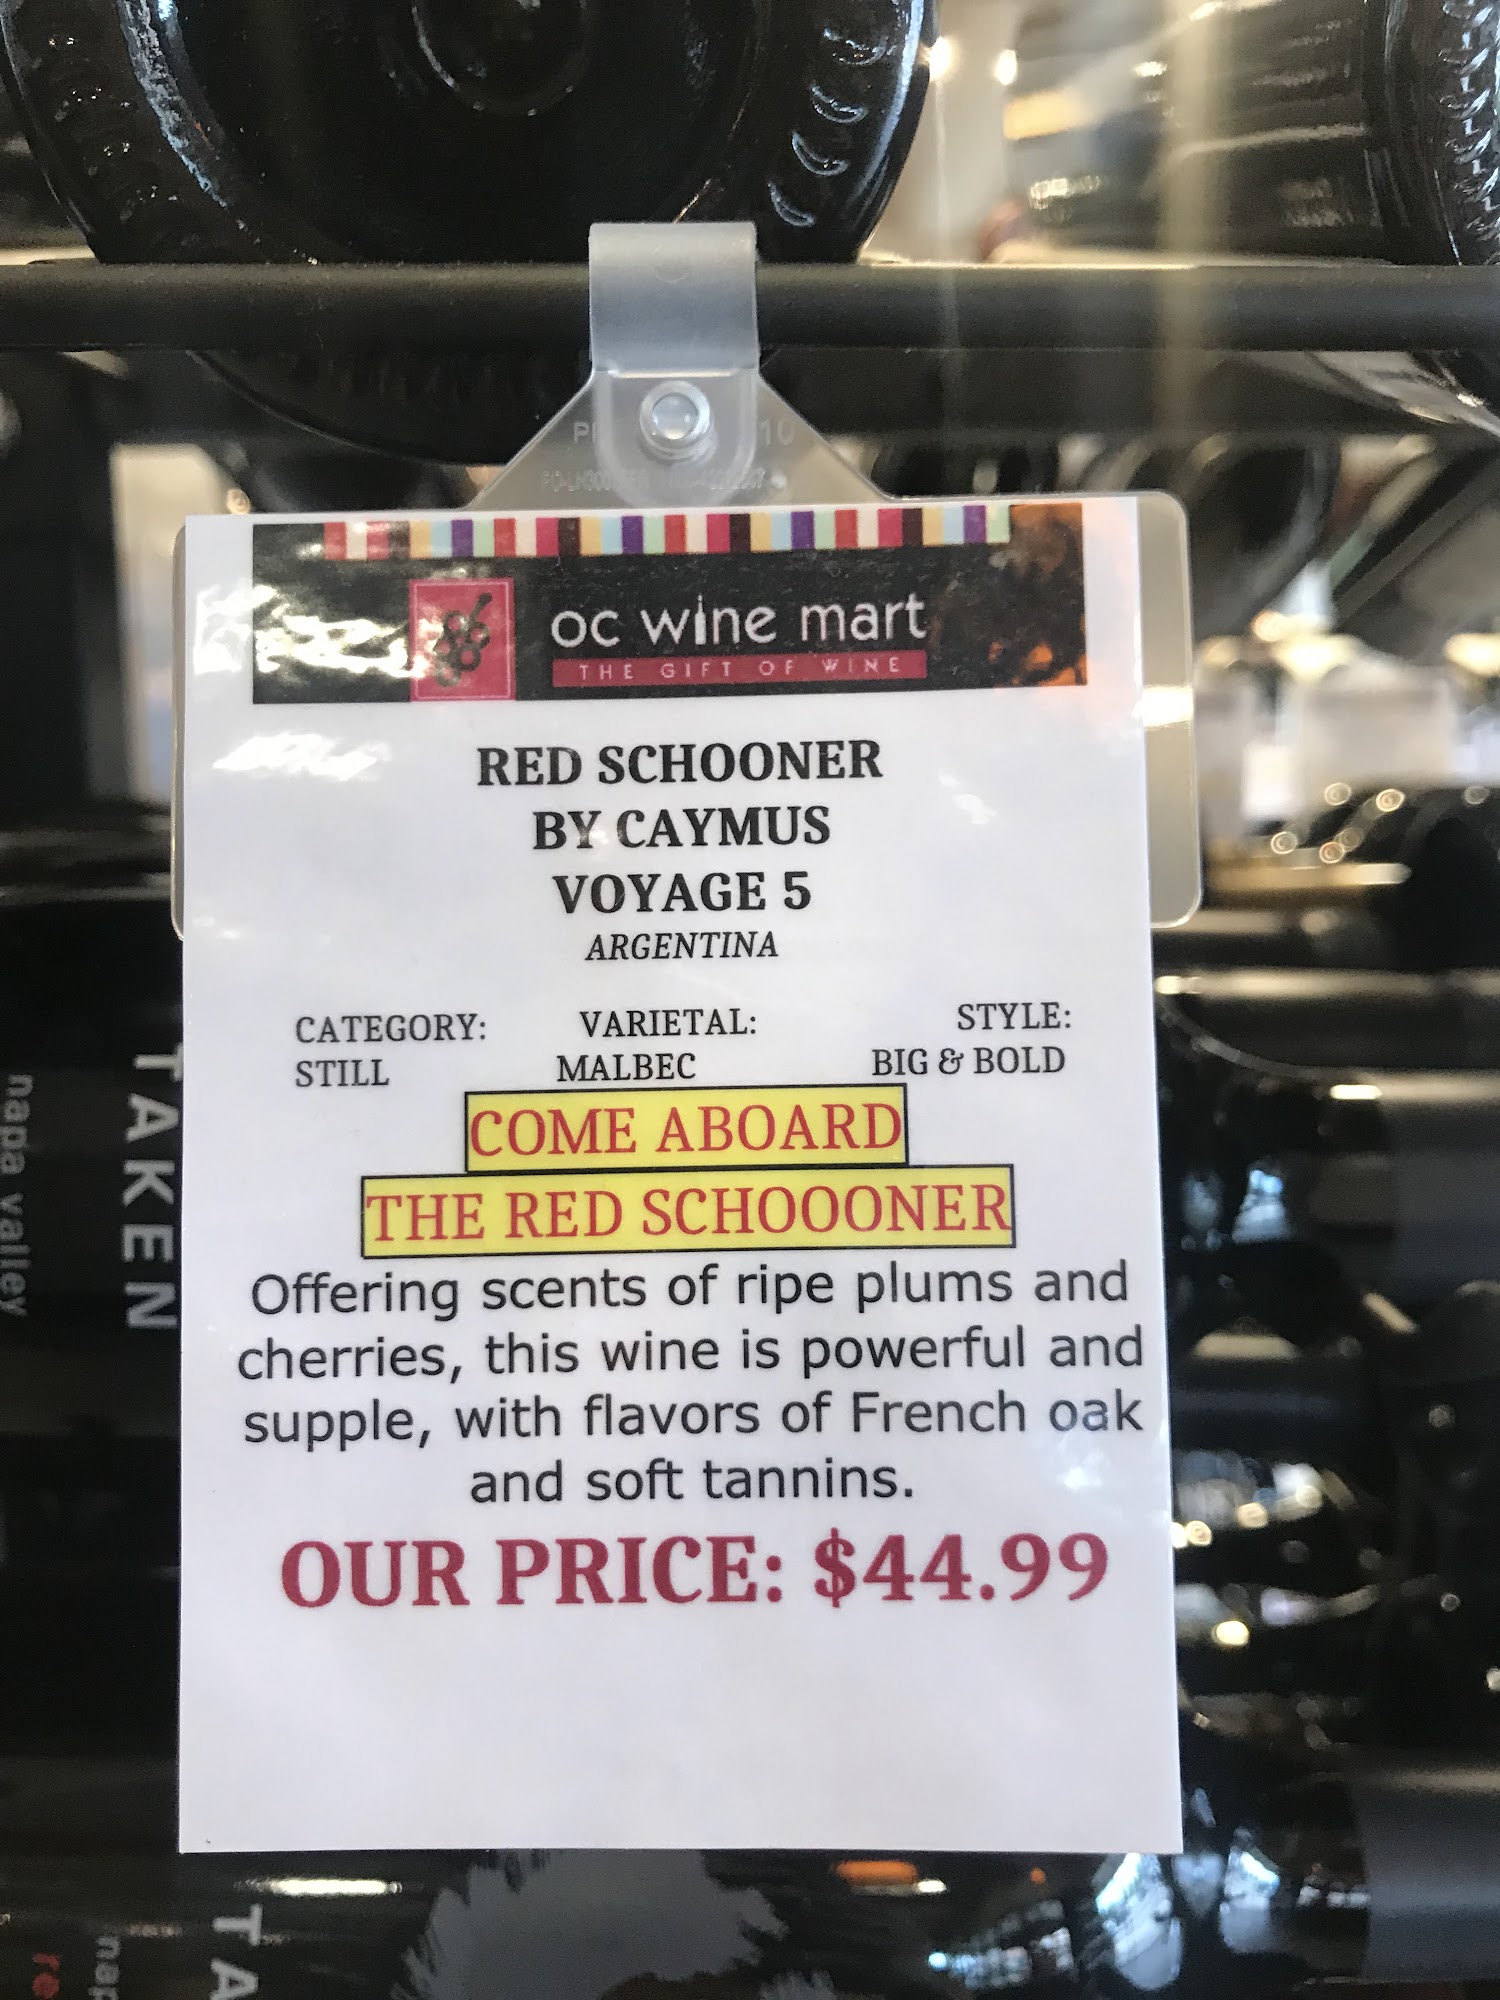 oc wine mart
THE GIFT OF WINE
RED SCHOONER
BY CAYMUS
VOYAGE 5
ARGENTINA
CATEGORY: VARIETAL: STYLE:
STILL MALBEC BIG & BOLD
COME ABOARD
THE RED SCHOOONER
Offering scents of ripe plums and
cherries, this wine is powerful and
supple, with flavors of French oak
and soft tannins.
OUR PRICE: $44.99
TAKEN
napa valley